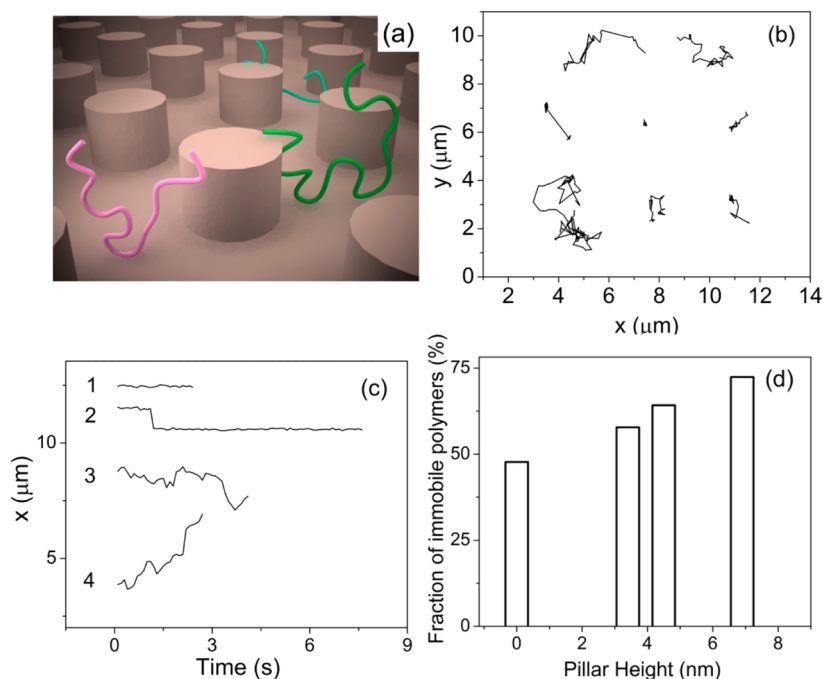 (a)
(b)
10
8
6
4
2
0
y (μm)
2 4 6 8 10 12 14
x (μm)
(c)
1
2
3
4
10
5
x (μm)
0 3 6 9
Time (s)
(d)
75
50
25
0
Fraction of immobile polymers (%)
0 2 4 6 8
Pillar Height (nm)